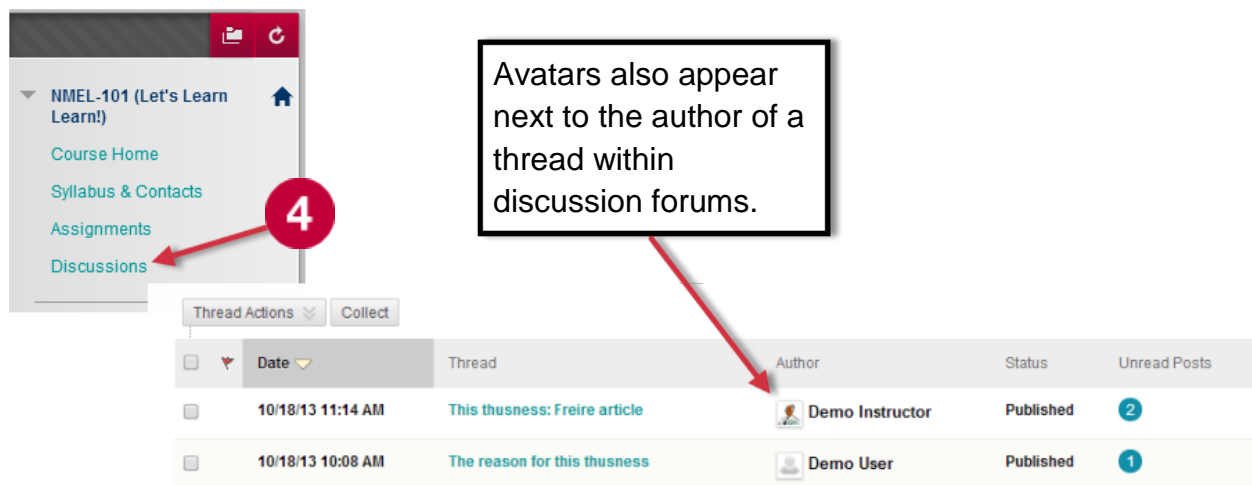 NMEL-101 (Let's Learn
Learn!)
Course Home
Syllabus & Contacts
Assignments
Discussions
4
Avatars also appear
next to the author of a
thread within
discussion forums.
Thread Actions Collect
Date Thread Author Status Unread Posts
10/18/13 11:14 AM This thusness: Freire article Demo Instructor Published 2
10/18/13 10:08 AM The reason for this thusness Demo User Published 1